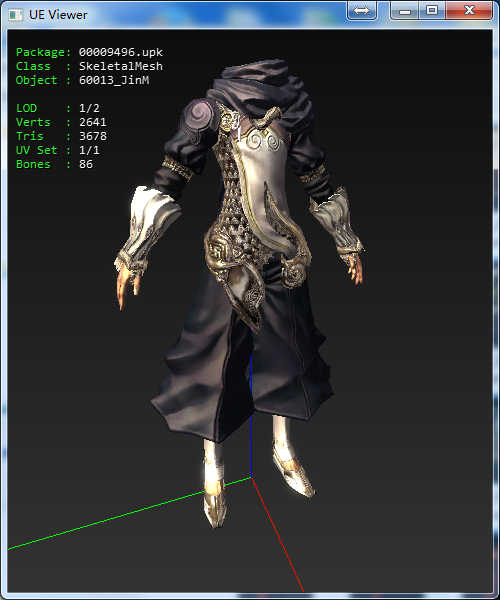 UE Viewer
Package: 00009496.upk
Class : SkeletalMesh
Object : 60013_JinM
LOD : 1/2
Verts : 2641
Tris : 3678
UV Set : 1/1
Bones : 86